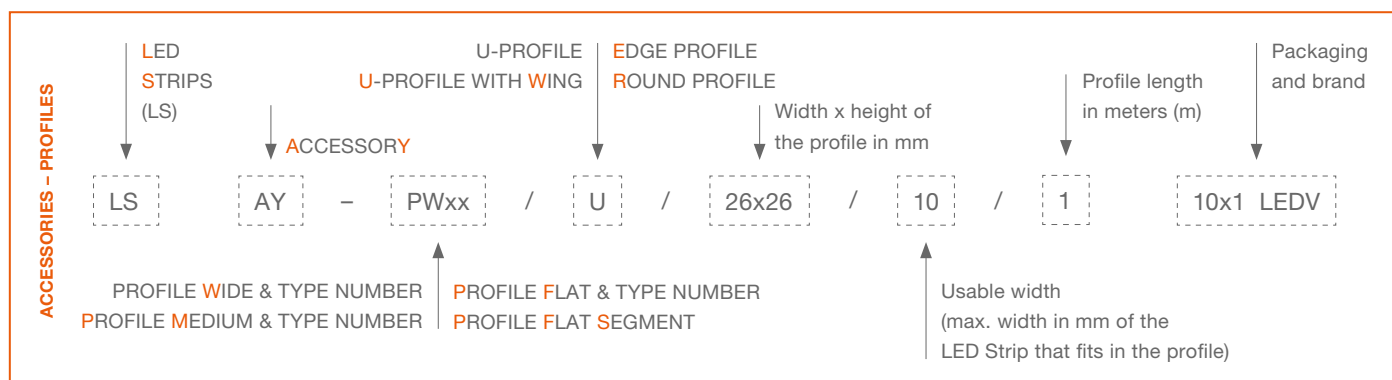 ACCESSORIES – PROFILES
LED
STRIPS
(LS)
ACCESSORY
U-PROFILE
U-PROFILE WITH WING
EDGE PROFILE
ROUND PROFILE
Width x height of
the profile in mm
Profile length
in meters (m)
Packaging
and brand
LS AY – PWxx / U / 26x26 / 10 / 1 10x1 LEDV
PROFILE WIDE & TYPE NUMBER
PROFILE MEDIUM & TYPE NUMBER
PROFILE FLAT & TYPE NUMBER
PROFILE FLAT SEGMENT
Usable width
(max. width in mm of the
LED Strip that fits in the profile)